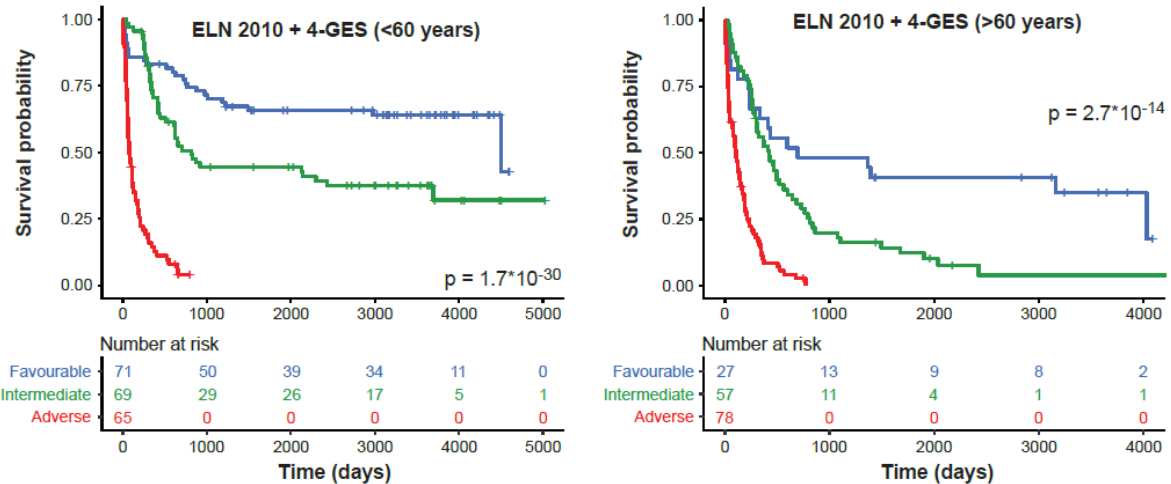 ELN 2010 + 4-GES (<60 years)
Survival probability
1.00
0.75
0.50
0.25
0.00
p = 1.7*10-30
0 1000 2000 3000 4000 5000
Number at risk
Favourable 71 50 39 34 11 0
Intermediate 69 29 26 17 5 1
Adverse 65 0 0 0 0 0
0 1000 2000 3000 4000 5000
Time (days)
ELN 2010 + 4-GES (>60 years)
Survival probability
1.00
0.75
0.50
0.25
0.00
p = 2.7*10-14
0 1000 2000 3000 4000
Number at risk
Favourable 27 13 9 8 2
Intermediate 57 11 4 1 1
Adverse 78 0 0 0 0
0 1000 2000 3000 4000
Time (days)